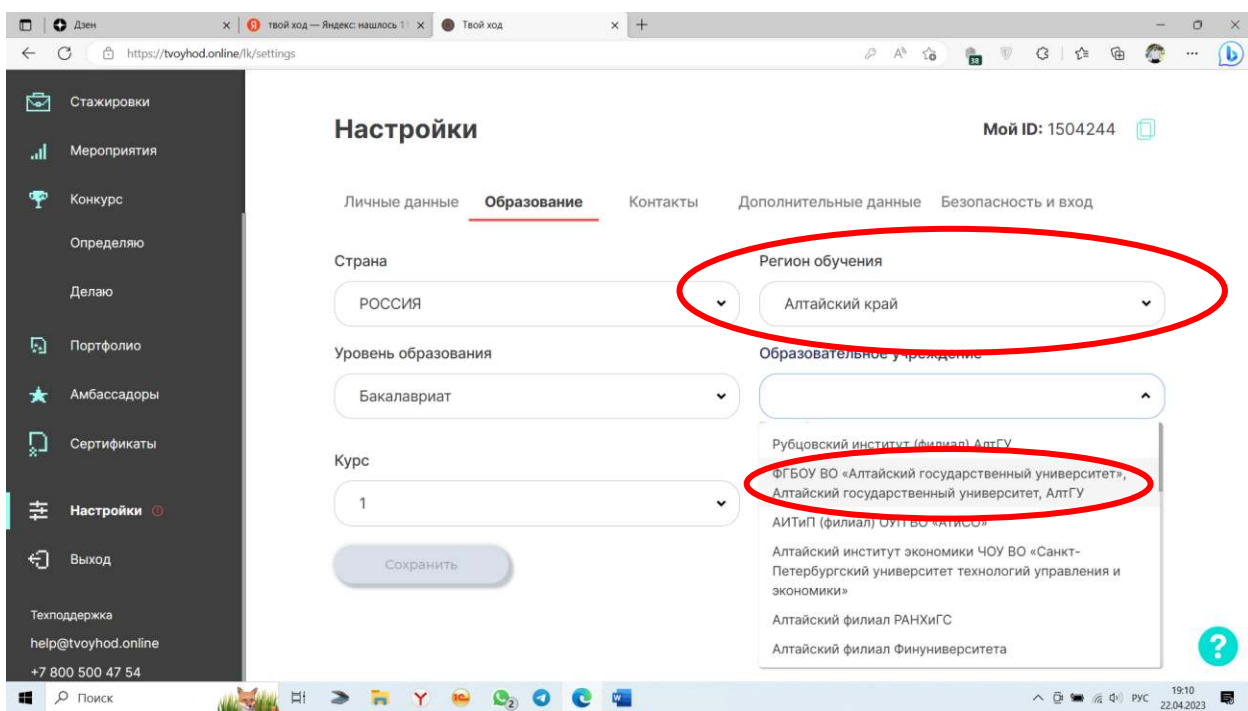 Дзен
твой ход — Яндекс: нашлось 1
Твой ход
https://tvoyhod.online/lk/settings
38
Стажировки
Мероприятия
Конкурс
Определяю
Делаю
Портфолио
Амбассадоры
Сертификаты
Настройки
Выход
Техподдержка
help@tvoyhod.online
+7 800 500 47 54
Настройки
Мой ID: 1504244
Личные данные Образование Контакты Дополнительные данные Безопасность и вход
Страна
РОССИЯ
Регион обучения
Алтайский край
Уровень образования
Бакалавриат
Образовательное учреждение
Курс
1
Сохранить
Рубцовский институт (филиал) АлтГУ
ФГБОУ ВО «Алтайский государственный университет»,
Алтайский государственный университет, АлтГУ
АИТиП (филиал) ОУП ВО «АТиСО»
Алтайский институт экономики ЧОУ ВО «Санкт-
Петербургский университет технологий управления и
экономики»
Алтайский филиал РАНХиГС
Алтайский филиал Финуниверситета
?
Поиск
2
РУС
19:10
22.04.2023